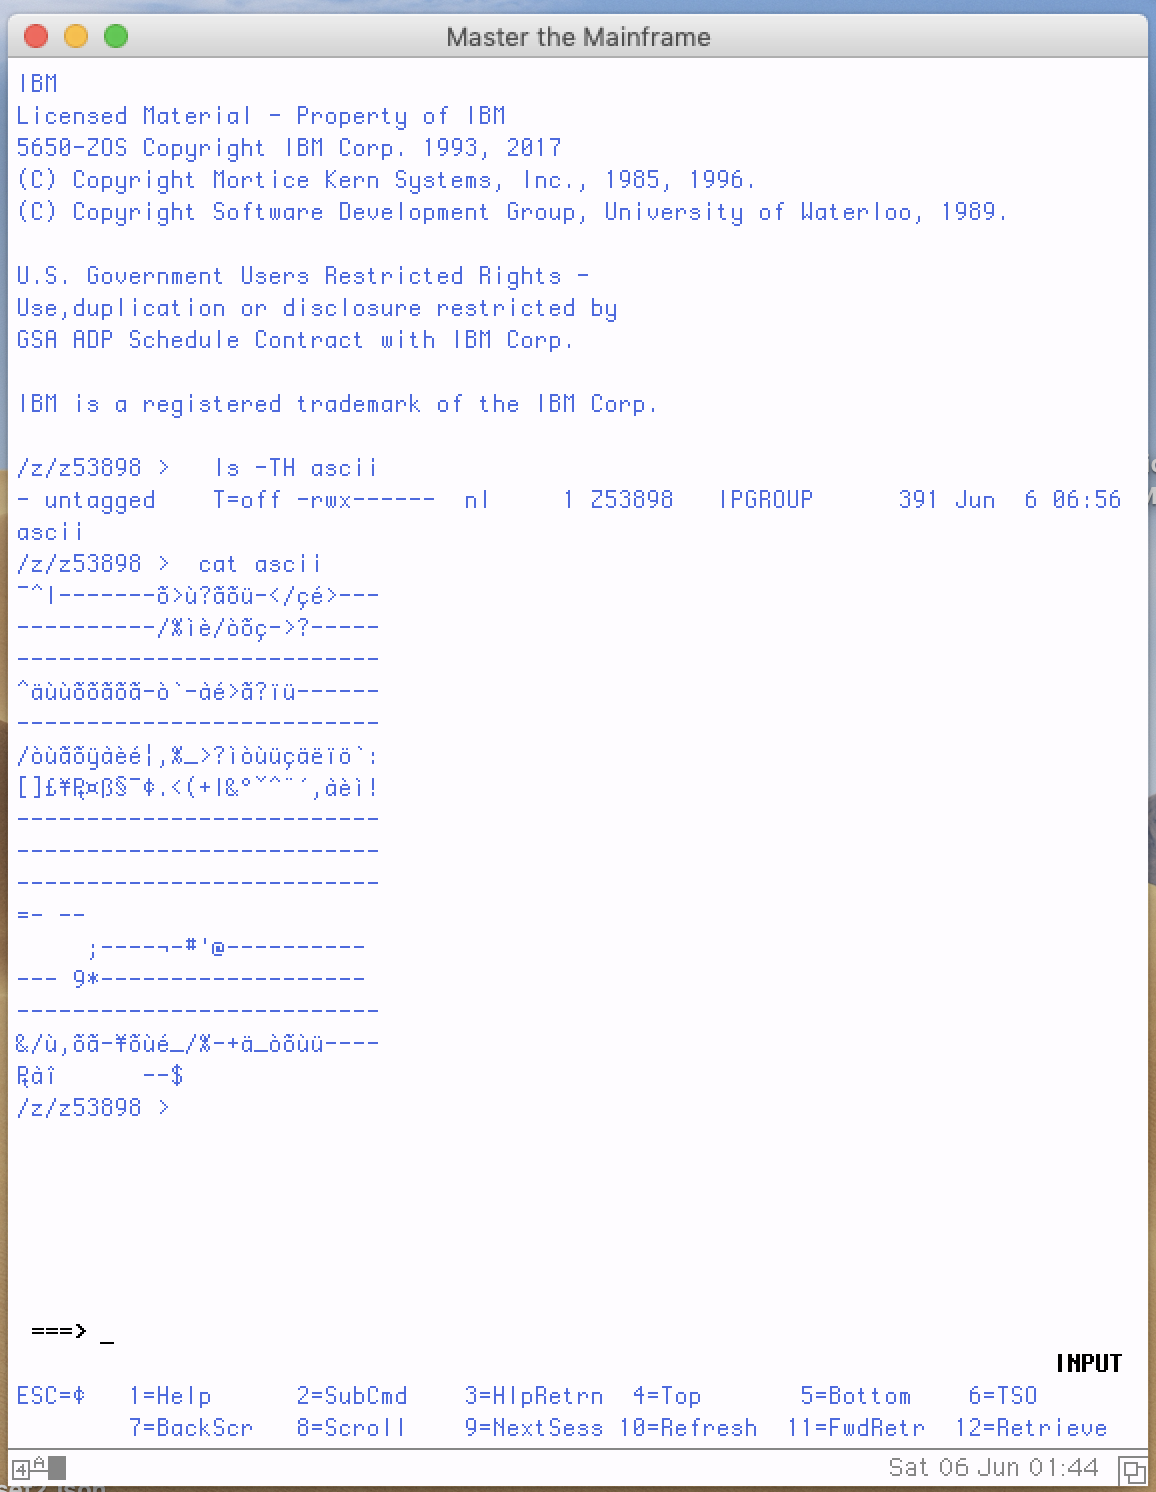 Master the Mainframe
IBM
Licensed Material - Property of IBM
5650-ZOS Copyright IBM Corp. 1993, 2017
(C) Copyright Mortice Kern Systems, Inc., 1985, 1996.
(C) Copyright Software Development Group, University of Waterloo, 1989.
U.S. Government Users Restricted Rights -
Use,duplication or disclosure restricted by
GSA ADP Schedule Contract with IBM Corp.
IBM is a registered trademark of the IBM Corp.
/z/z53898 >   ls -TH ascii
- untagged    T=off -rwx------  nl     1 Z53898   IPGROUP      391 Jun  6 06:56
ascii
/z/z53898 >  cat ascii
¯^|-------õ>ù?ãõü-</çé>---
----------/%ìè/òõç->?-----
--------------------------
^äùùõõãõã-ò`-àé>ã?ïü------
--------------------------
/òùãõÿàèé¦,%_>?ìòùüçäëïö`:
--------------------------
--------------------------
--------------------------
=- --
;----¬-#'@----------
--- 9*-------------------
--------------------------
&/ù,õã-¥õùé_/%-+ä_òõùü----
--$
/z/z53898 >
===> _
INPUT
ESC=¢   1=Help      2=SubCmd    3=HlpRetrn  4=Top       5=Bottom    6=TSO
7=BackScr   8=Scroll    9=NextSess 10=Refresh  11=FwdRetr  12=Retrieve
4A
Sat 06 Jun 01:44